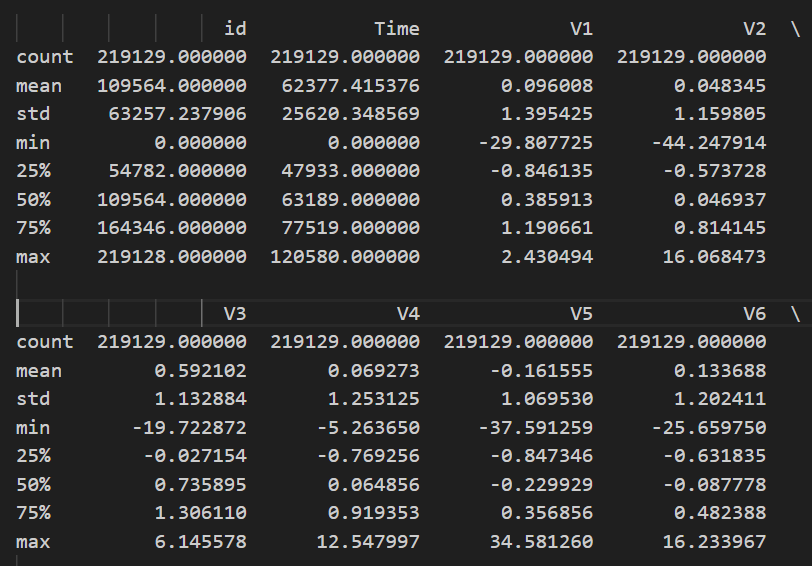 id Time V1 V2 \
count 219129.000000 219129.000000 219129.000000 219129.000000
mean 109564.000000 62377.415376 0.096008 0.048345
std 63257.237906 25620.348569 1.395425 1.159805
min 0.000000 0.000000 -29.807725 -44.247914
25% 54782.000000 47933.000000 -0.846135 -0.573728
50% 109564.000000 63189.000000 0.385913 0.046937
75% 164346.000000 77519.000000 1.190661 0.814145
max 219128.000000 120580.000000 2.430494 16.068473
V3 V4 V5 V6 \
count 219129.000000 219129.000000 219129.000000 219129.000000
mean 0.592102 0.069273 -0.161555 0.133688
std 1.132884 1.253125 1.069530 1.202411
min -19.722872 -5.263650 -37.591259 -25.659750
25% -0.027154 -0.769256 -0.847346 -0.631835
50% 0.735895 0.064856 -0.229929 -0.087778
75% 1.306110 0.919353 0.356856 0.482388
max 6.145578 12.547997 34.581260 16.233967